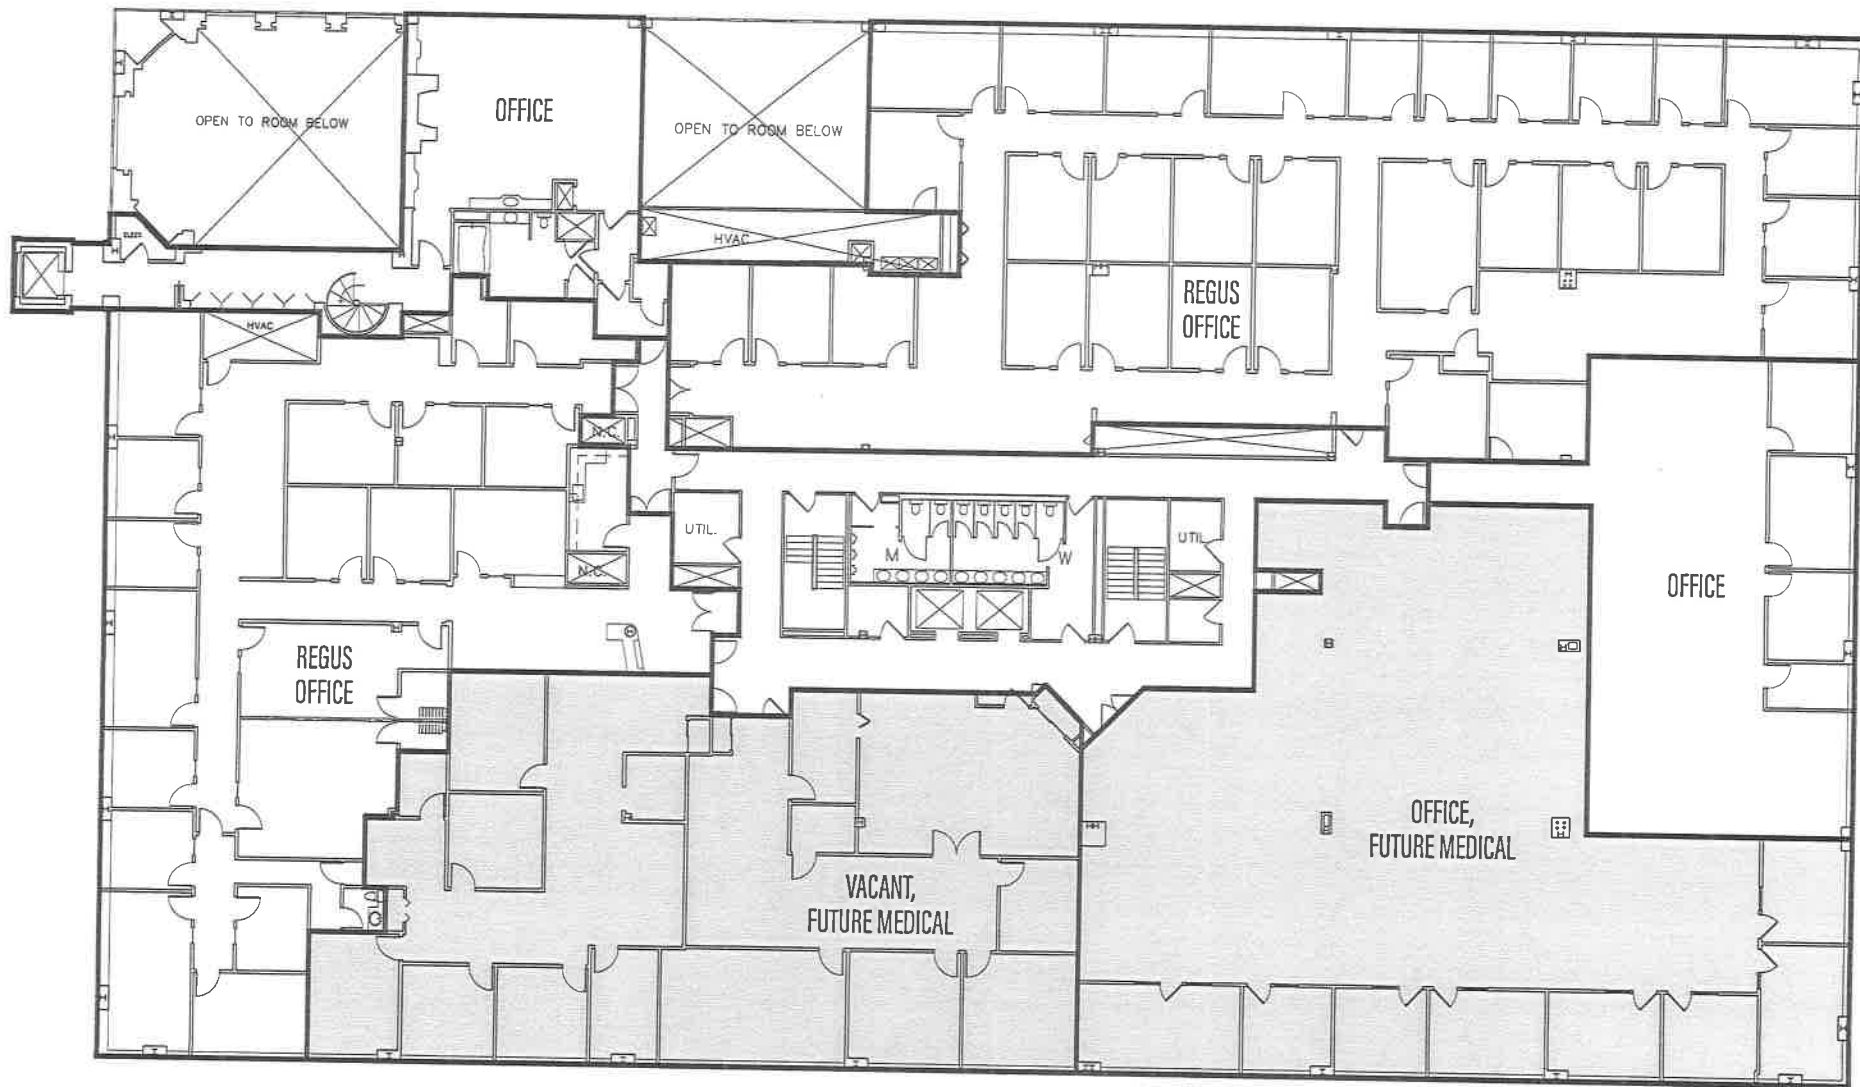 OFFICE
OPEN TO ROOM BELOW
OPEN TO ROOM BELOW
HVAC
REGUS
OFFICE
HVAC
N.C.
UTIL.
M
W
UTIL
N.C.
OFFICE
REGUS
OFFICE
OFFICE,
FUTURE MEDICAL
VACANT,
FUTURE MEDICAL